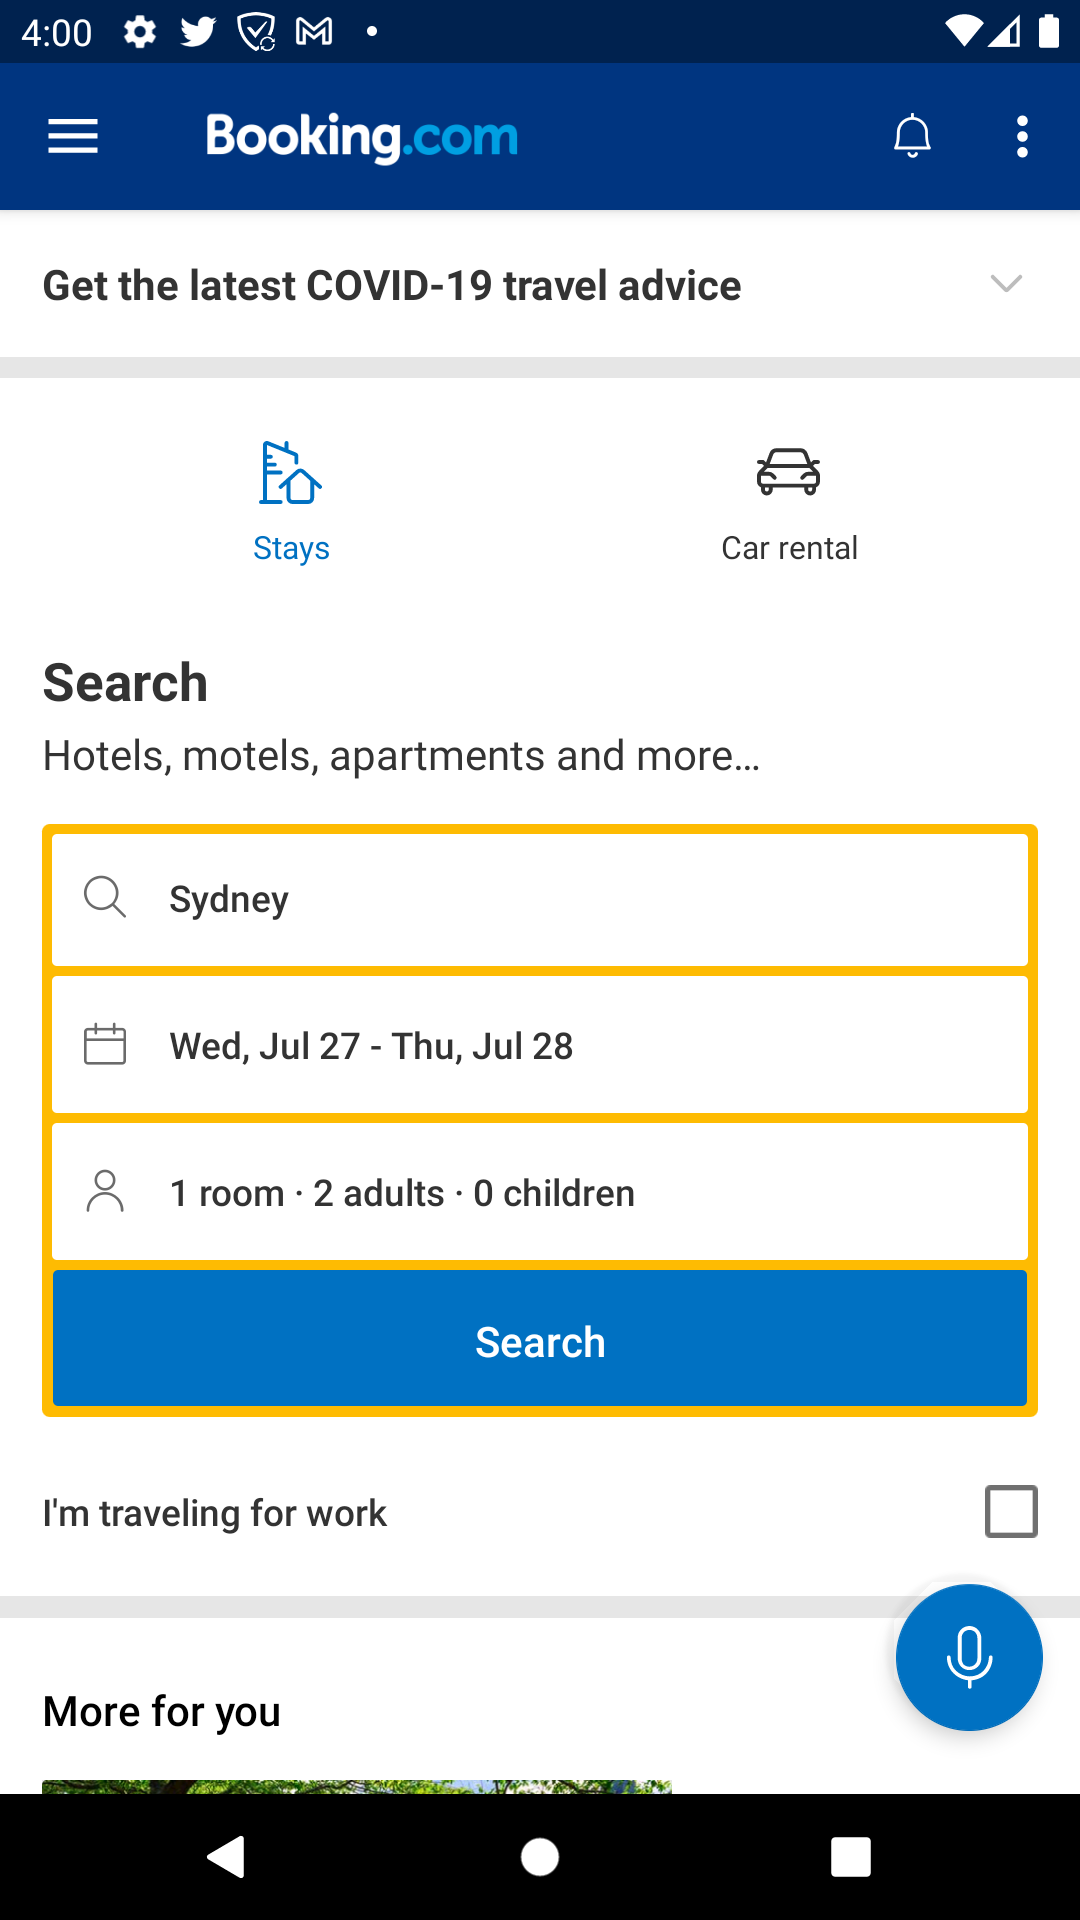 4:00
Booking.com
Get the latest COVID-19 travel advice
Stays
Car rental
Search
Hotels, motels, apartments and more...
Sydney
Wed, Jul 27 - Thu, Jul 28
1 room · 2 adults · 0 children
Search
I'm traveling for work
More for you